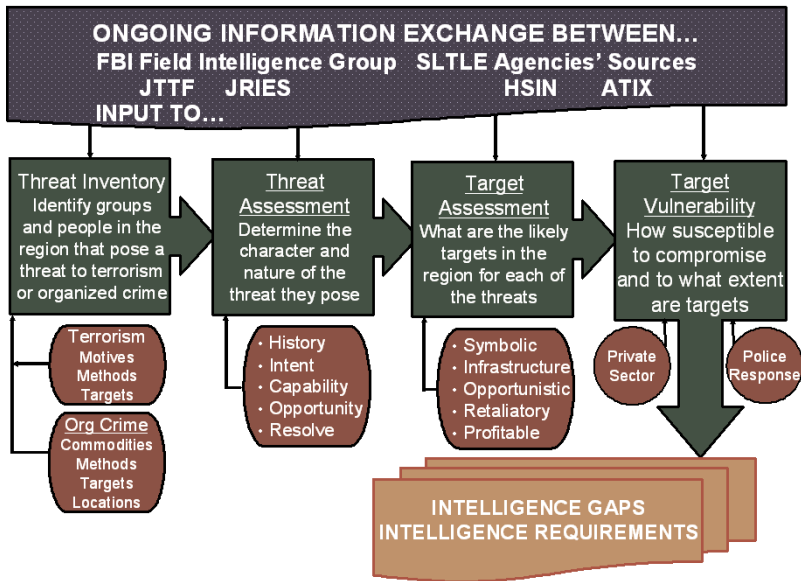 ONGOING INFORMATION EXCHANGE BETWEEN...
FBI Field Intelligence Group SLTLE Agencies' Sources
JTTF JRIES HSIN ATIX
INPUT TO...
Threat Inventory
Identify groups
and people in the
region that pose a
threat to terrorism
or organized crime
Threat
Assessment
Determine the
character and
nature of the
threat they pose
Target
Assessment
What are the likely
targets in the
region for each of
the threats
Target
Vulnerability
How susceptible
to compromise
and to what extent
are targets
Terrorism
Motives
Methods
Targets
Org Crime
Commodities
Methods
Targets
Locations
· History
· Intent
· Capability
· Opportunity
· Resolve
· Symbolic
· Infrastructure
· Opportunistic
· Retaliatory
· Profitable
Private
Sector
Police
Response
INTELLIGENCE GAPS
INTELLIGENCE REQUIREMENTS